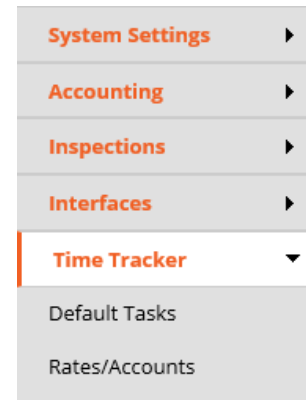 System Settings
Accounting
Inspections
Interfaces
Time Tracker
Default Tasks
Rates/Accounts